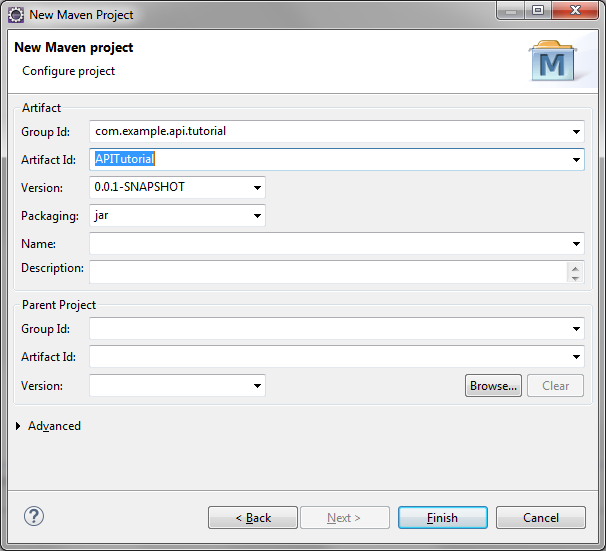 New Maven Project
New Maven project
Configure project
M
Artifact
Group Id: com.example.api.tutorial
Artifact Id: APITutorial
Version: 0.0.1-SNAPSHOT
Packaging: jar
Name:
Description:
Parent Project
Group Id:
Artifact Id:
Version: Browse... Clear
Advanced
? < Back Next > Finish Cancel